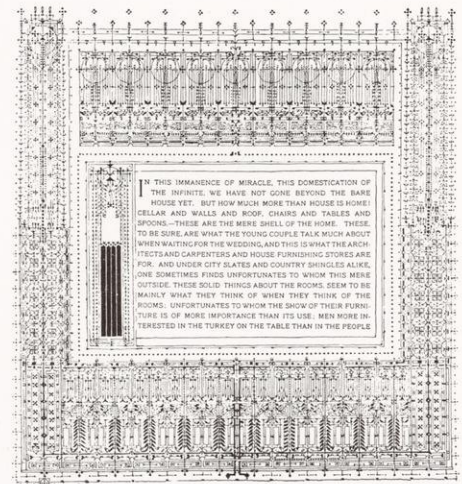 IN THIS IMMANENCE OF MIRACLE, THIS DOMESTICATION OF
THE INFINITE, WE HAVE NOT GONE BEYOND THE BARE
HOUSE YET. BUT HOW MUCH MORE THAN HOUSE IS HOME!
CELLAR AND WALLS AND ROOF, CHAIRS AND TABLES AND
SPOONS,—THESE ARE THE MERE SHELL OF THE HOME. THESE,
TO BE SURE, ARE WHAT THE YOUNG COUPLE TALK MUCH ABOUT
WHEN WAITING FOR THE WEDDING, AND THIS IS WHAT THE ARCH-
ITECTS AND CARPENTERS AND HOUSE FURNISHING STORES ARE
FOR. AND UNDER CITY SLATES AND COUNTRY SHINGLES ALIKE,
ONE SOMETIMES FINDS UNFORTUNATES TO WHOM THIS MERE
OUTSIDE, THESE SOLID THINGS ABOUT THE ROOMS, SEEM TO BE
MAINLY WHAT THEY THINK OF WHEN THEY THINK OF THE
ROOMS; UNFORTUNATES TO WHOM THE SHOW OF THEIR FURNI-
TURE IS OF MORE IMPORTANCE THAN ITS USE; MEN MORE IN-
TERESTED IN THE TURKEY ON THE TABLE THAN IN THE PEOPLE